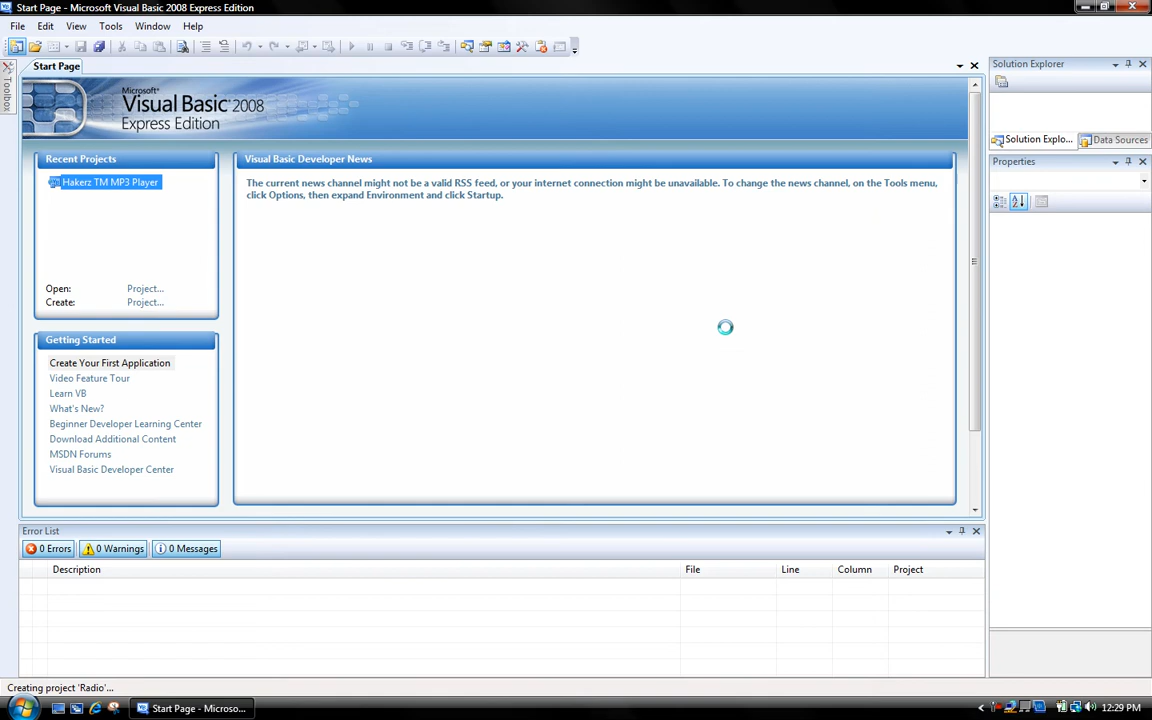 Start Page - Microsoft Visual Basic 2008 Express Edition
File Edit View Tools Window Help
Toolbox
Start Page
Microsoft®
Visual Basic 2008
Express Edition
Recent Projects
Hakerz TM MP3 Player
Open: Project...
Create: Project...
Getting Started
Create Your First Application
Video Feature Tour
Learn VB
What's New?
Beginner Developer Learning Center
Download Additional Content
MSDN Forums
Visual Basic Developer Center
Visual Basic Developer News
The current news channel might not be a valid RSS feed, or your internet connection might be unavailable. To change the news channel, on the Tools menu,
click Options, then expand Environment and click Startup.
Solution Explorer
Solution Explo... Data Sources
Properties
Error List
0 Errors 0 Warnings 0 Messages
Description File Line Column Project
Creating project 'Radio'...
Start Page - Microso... 12:29 PM